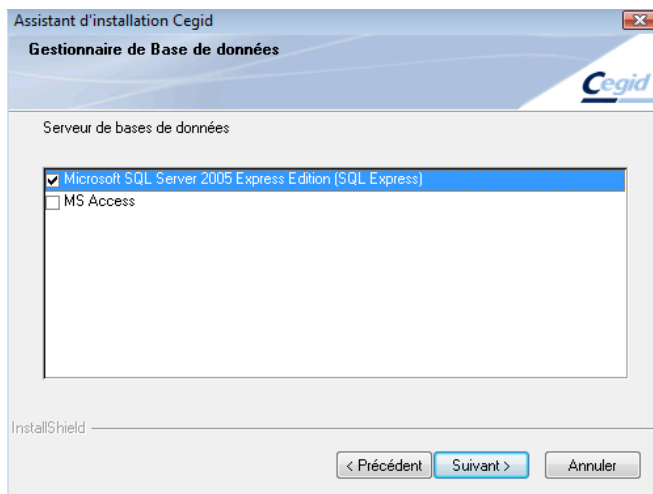 Assistant d'installation Cegid
Gestionnaire de Base de données
Cegid
Serveur de bases de données
Microsoft SQL Server 2005 Express Edition (SQL Express)
MS Access
InstallShield
< Précédent Suivant > Annuler